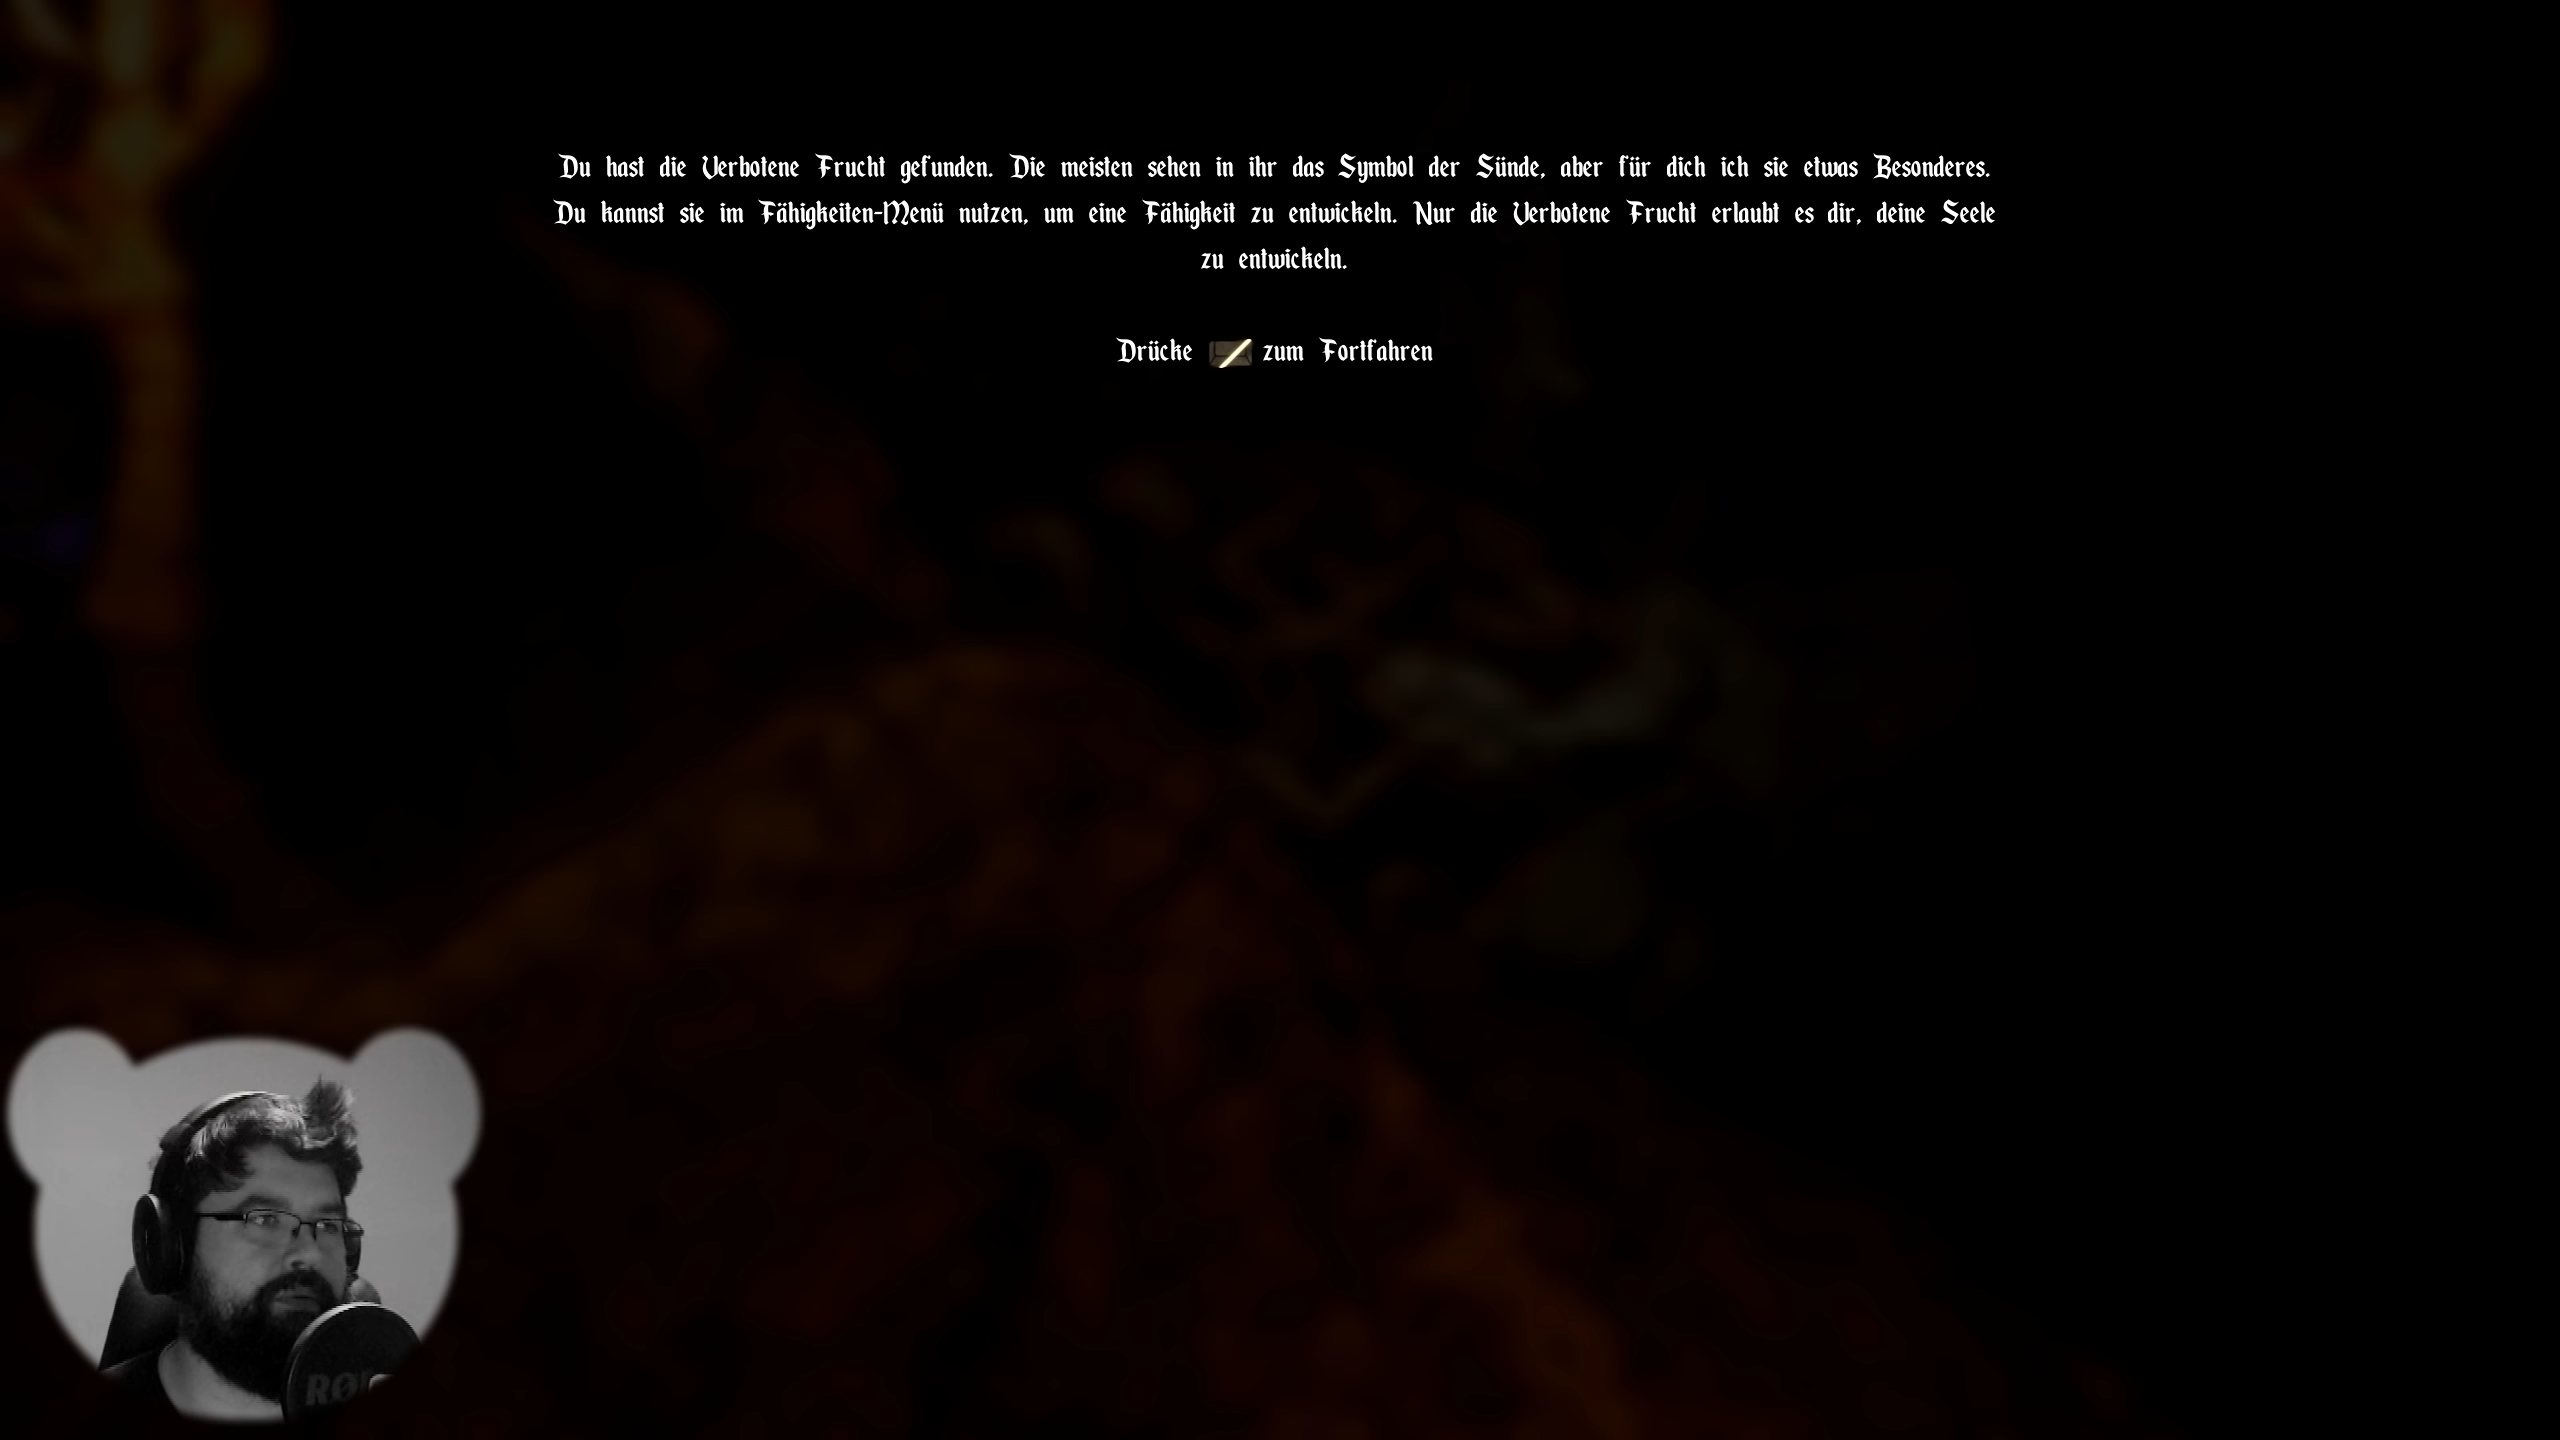 Du hast die Verbotene Frucht gefunden. Die meisten sehen in ihr das Symbol der Sünde, aber für dich ich sie etwas Besonderes.
Du kannst sie im Fähigkeiten-Menü nutzen, um eine Fähigkeit zu entwickeln. Nur die Verbotene Frucht erlaubt es dir, deine Seele
zu entwickeln.
Drücke zum Fortfahren